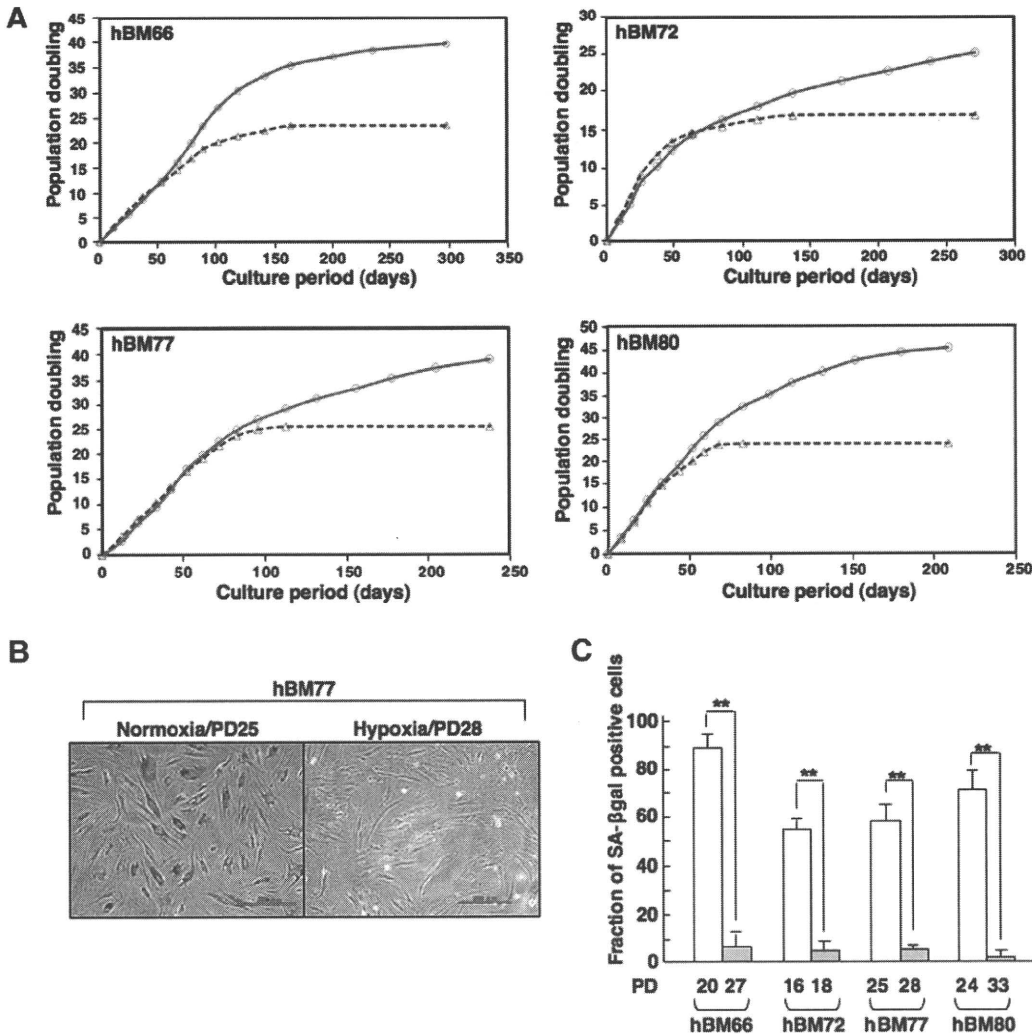 A
hBM66
Population doubling
45
40
35
30
25
20
15
10
5
0
0 50 100 150 200 250 300 350
Culture period (days)
hBM72
Population doubling
30
25
20
15
10
5
0
0 50 100 150 200 250 300
Culture period (days)
hBM77
Population doubling
45
40
35
30
25
20
15
10
5
0
0 50 100 150 200 250
Culture period (days)
hBM80
Population doubling
50
45
40
35
30
25
20
15
10
5
0
0 50 100 150 200 250
Culture period (days)
B
hBM77
Normoxia/PD25 Hypoxia/PD28
C
Fraction of SA-βgal positive cells
100
80
60
40
20
0
** ** ** **
PD 20 27 16 18 25 28 24 33
hBM66 hBM72 hBM77 hBM80